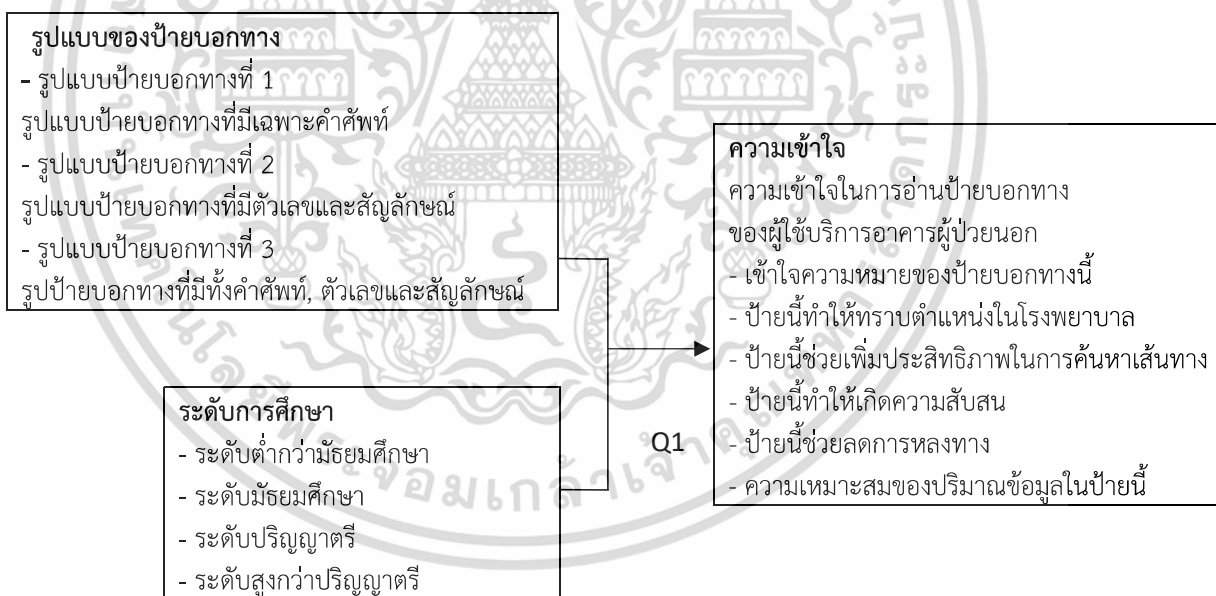 รูปแบบของป้ายบอกทาง
- รูปแบบป้ายบอกทางที่ 1
รูปแบบป้ายบอกทางที่มีเฉพาะคำศัพท์
- รูปแบบป้ายบอกทางที่ 2
รูปแบบป้ายบอกทางที่มีตัวเลขและสัญลักษณ์
- รูปแบบป้ายบอกทางที่ 3
รูปป้ายบอกทางที่มีทั้งคำศัพท์, ตัวเลขและสัญลักษณ์
ระดับการศึกษา
- ระดับต่ำกว่ามัธยมศึกษา
- ระดับมัธยมศึกษา
- ระดับปริญญาตรี
- ระดับสูงกว่าปริญญาตรี
Q1
ความเข้าใจ
ความเข้าใจในการอ่านป้ายบอกทาง
ของผู้ใช้บริการอาคารผู้ป่วยนอก
- เข้าใจความหมายของป้ายบอกทางนี้
- ป้ายนี้ทำให้ทราบตำแหน่งในโรงพยาบาล
- ป้ายนี้ช่วยเพิ่มประสิทธิภาพในการค้นหาเส้นทาง
- ป้ายนี้ทำให้เกิดความสับสน
- ป้ายนี้ช่วยลดการหลงทาง
- ความเหมาะสมของปริมาณข้อมูลในป้ายนี้